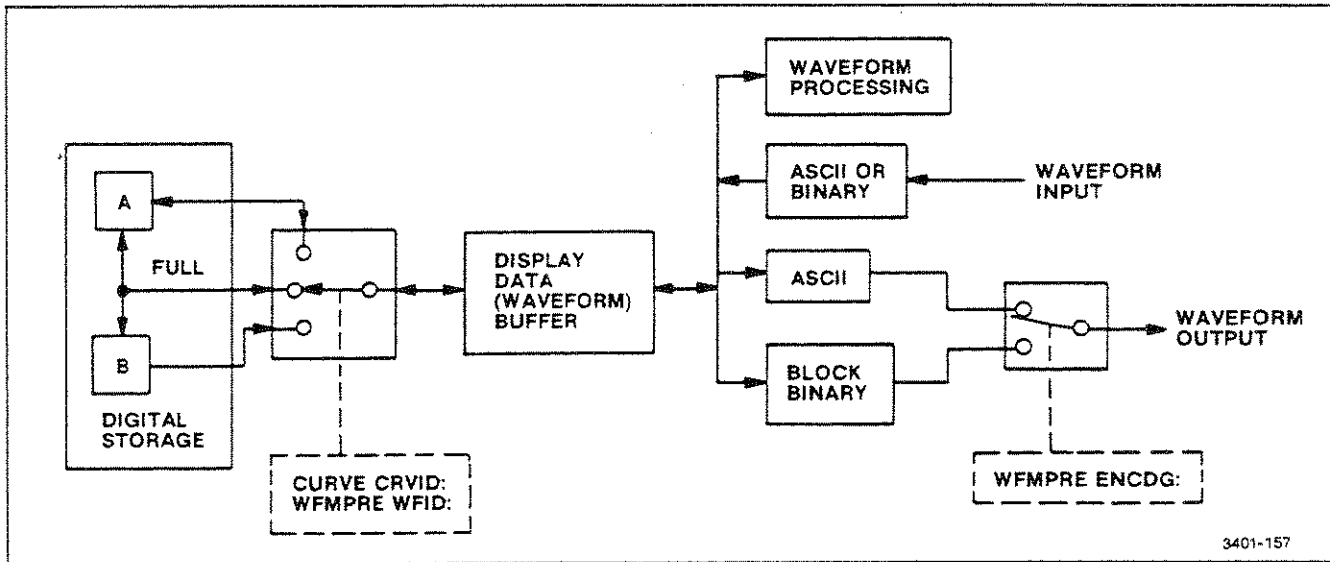 WAVEFORM
PROCESSING
ASCII OR
BINARY
WAVEFORM
INPUT
A
FULL
B
DIGITAL
STORAGE
DISPLAY
DATA
(WAVEFORM)
BUFFER
ASCII
BLOCK
BINARY
WAVEFORM
OUTPUT
CURVE CRVID:
WFMPRE WFID:
WFMPRE ENCDG:
3401-157